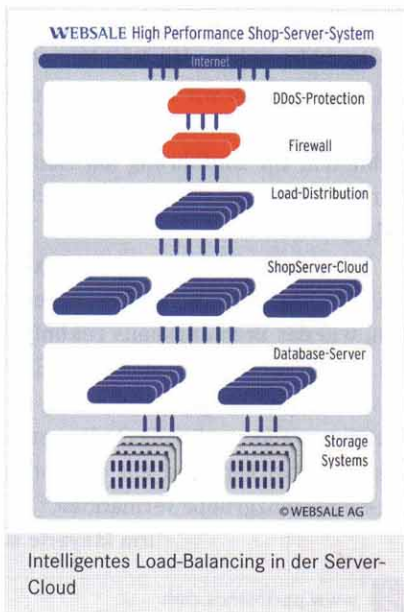 WEBSALE High Performance Shop-Server-System
Internet
DDoS-Protection
Firewall
Load-Distribution
ShopServer-Cloud
Database-Server
Storage
Systems
© WEBSALE AG
Intelligentes Load-Balancing in der Server-
Cloud